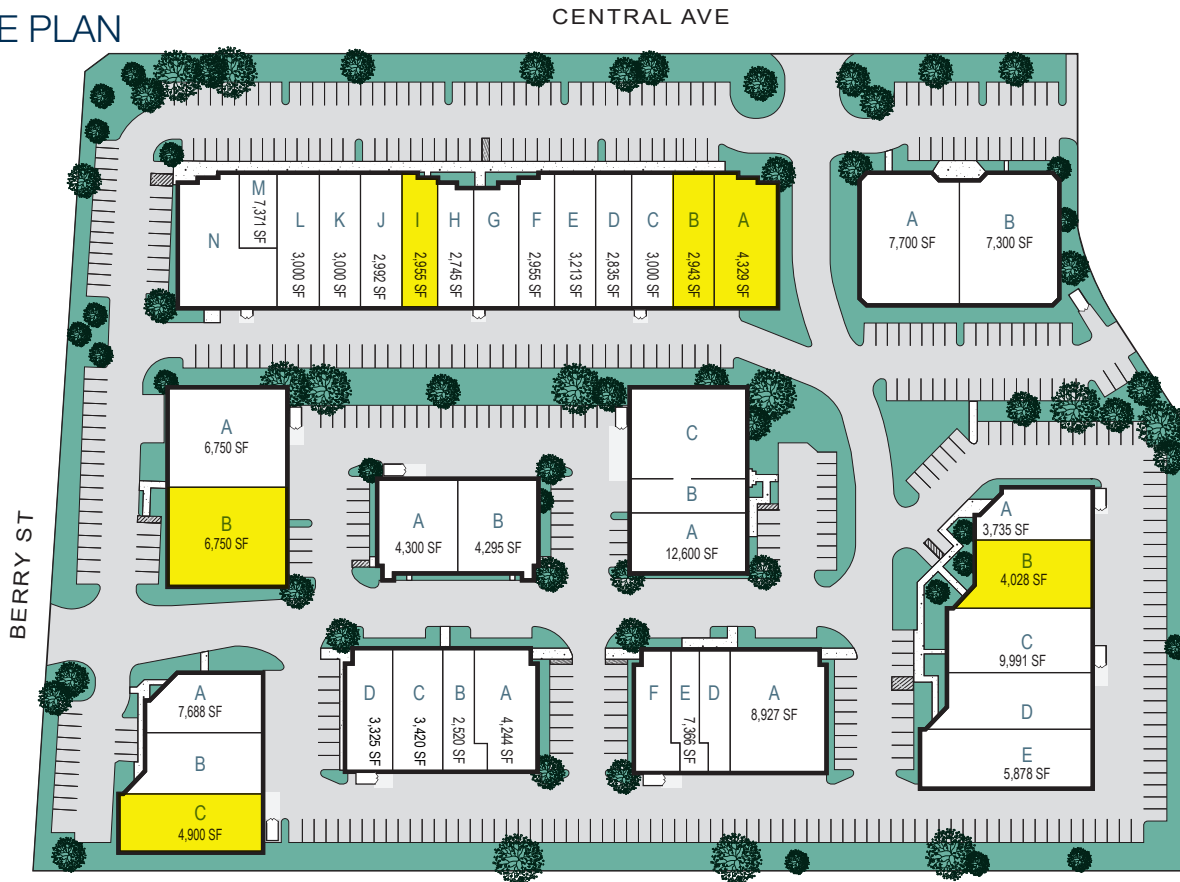 CENTRAL AVE
E PLAN
N
M
7,371 SF
L
3,000 SF
K
3,000 SF
J
2,992 SF
I
2,955 SF
H
2,745 SF
G
F
2,955 SF
E
3,213 SF
D
2,835 SF
C
3,000 SF
B
2,943 SF
A
4,329 SF
A
7,700 SF
B
7,300 SF
A
6,750 SF
B
6,750 SF
A
4,300 SF
B
4,295 SF
C
B
A
12,600 SF
A
3,735 SF
B
4,028 SF
C
9,991 SF
D
E
5,878 SF
BERRY ST
A
7,688 SF
B
C
4,900 SF
D
3,325 SF
C
3,420 SF
B
2,520 SF
A
4,244 SF
F
E
7,366 SF
D
A
8,927 SF